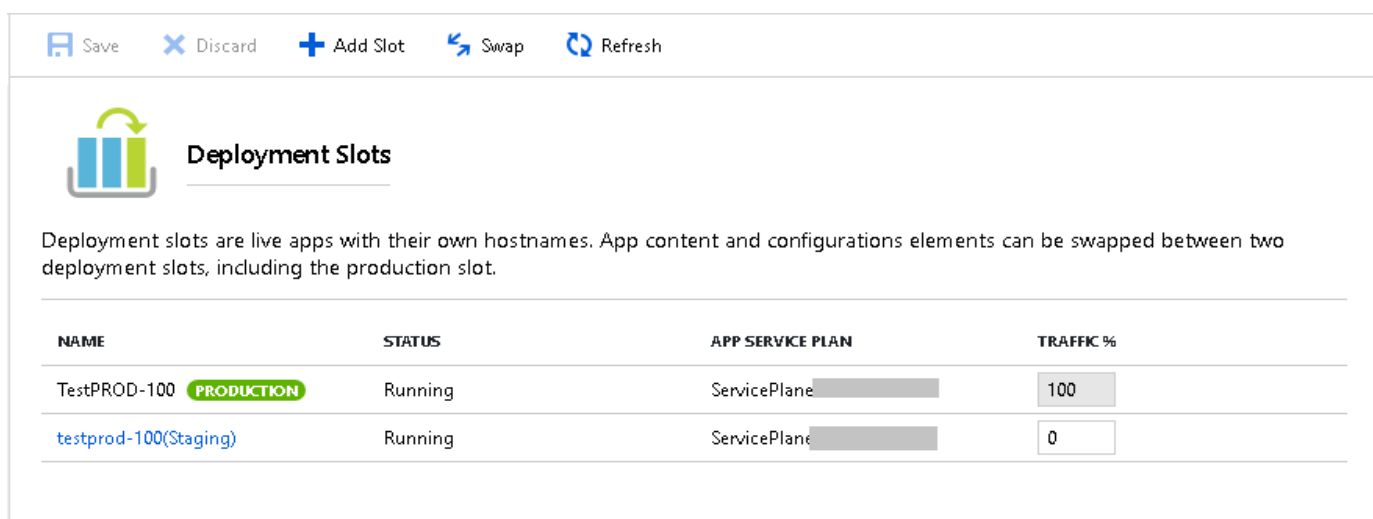 Save Discard Add Slot Swap Refresh
Deployment Slots
Deployment slots are live apps with their own hostnames. App content and configurations elements can be swapped between two
deployment slots, including the production slot.
NAME STATUS APP SERVICE PLAN TRAFFIC %
TestPROD-100 PRODUCTION Running ServicePlane 100
testprod-100(Staging) Running ServicePlane 0